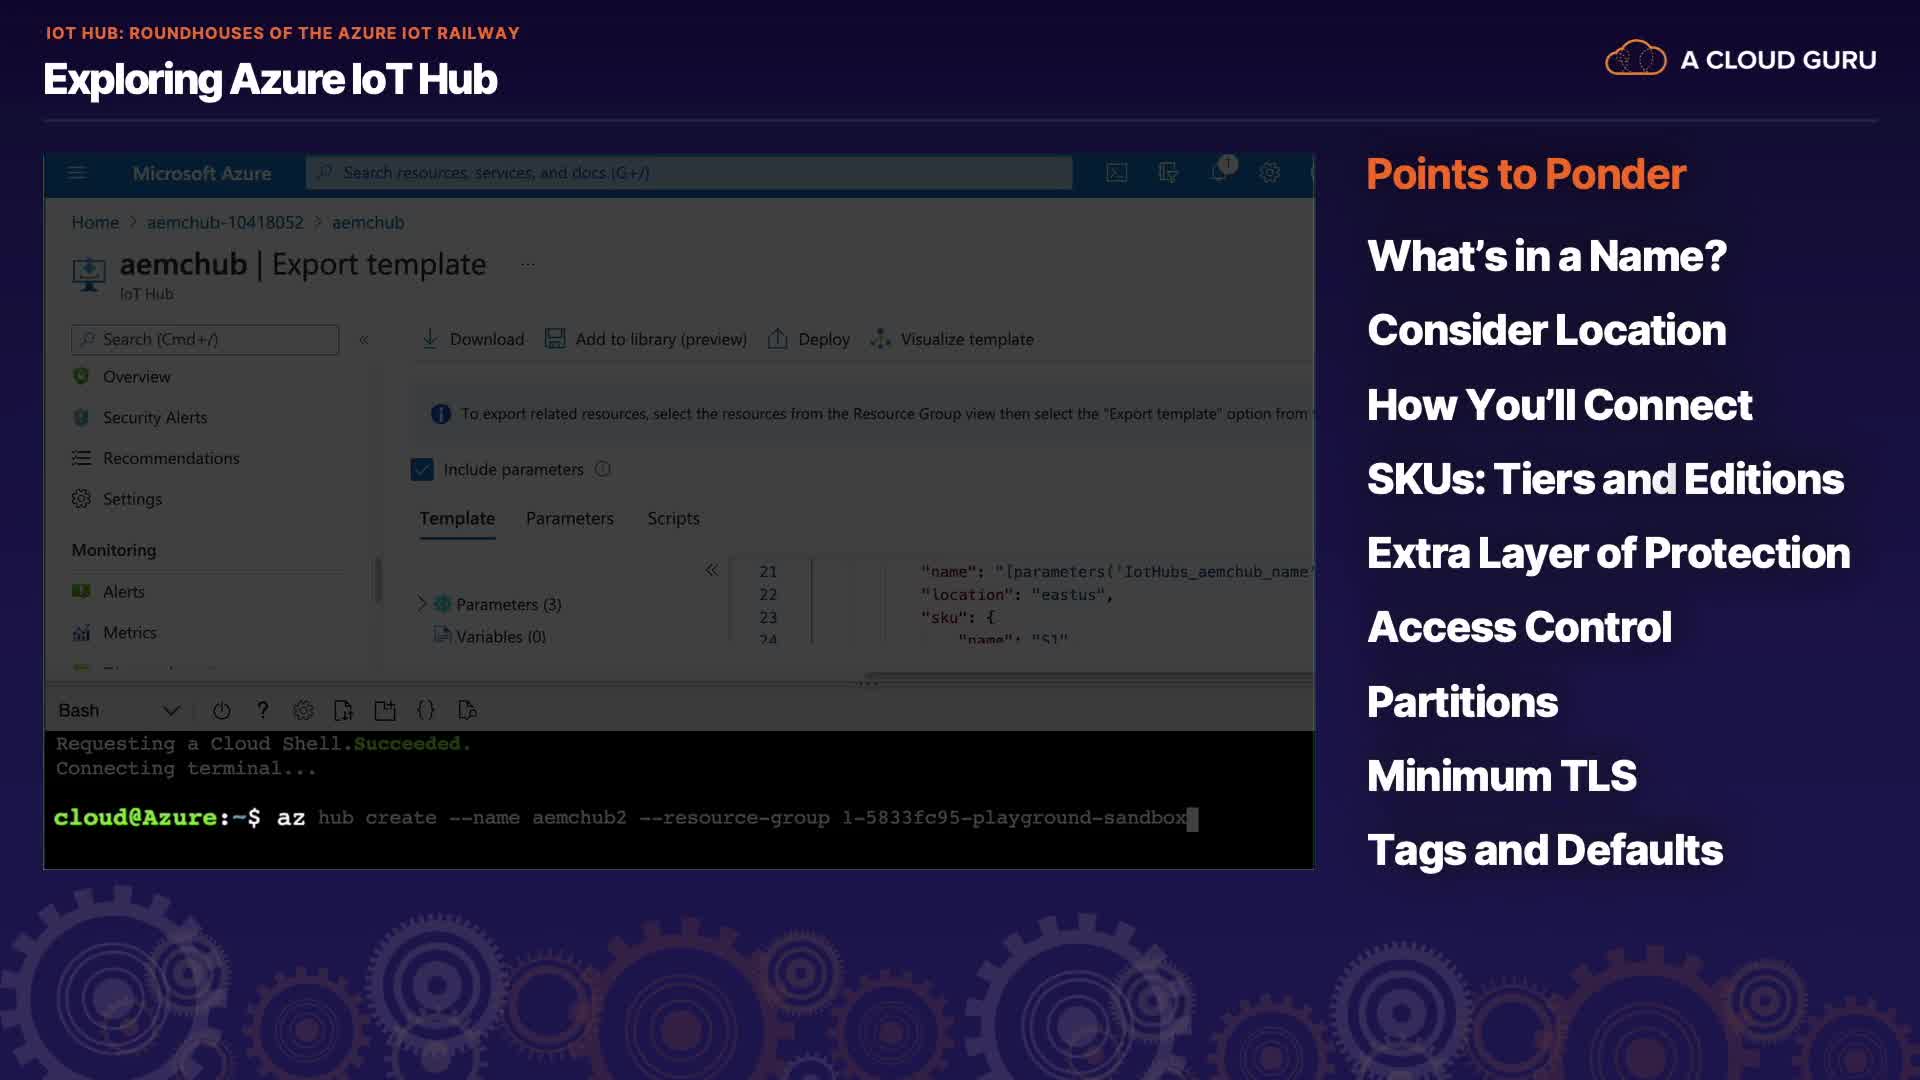 IOT HUB: ROUNDHOUSES OF THE AZURE IOT RAILWAY
Exploring Azure IoT Hub
A CLOUD GURU
Microsoft Azure
Search resources, services, and docs (G+/)
1
Home > aemchub-10418052 > aemchub
aemchub | Export template ...
IoT Hub
Search (Cmd+/)
«
Download
Add to library (preview)
Deploy
Visualize template
Overview
Security Alerts
Recommendations
Settings
Monitoring
Alerts
Metrics
To export related resources, select the resources from the Resource Group view then select the "Export template" option from
Include parameters
Template
Parameters
Scripts
«
Parameters (3)
Variables (0)
21 "name": "[parameters('IotHubs_aemchub_name'
22 "location": "eastus",
23 "sku": {
24 "name": "S1"
Bash
Requesting a Cloud Shell.Succeeded.
Connecting terminal...
cloud@Azure:~$ az hub create --name aemchub2 --resource-group 1-5833fc95-playground-sandbox
Points to Ponder
What's in a Name?
Consider Location
How You'll Connect
SKUs: Tiers and Editions
Extra Layer of Protection
Access Control
Partitions
Minimum TLS
Tags and Defaults